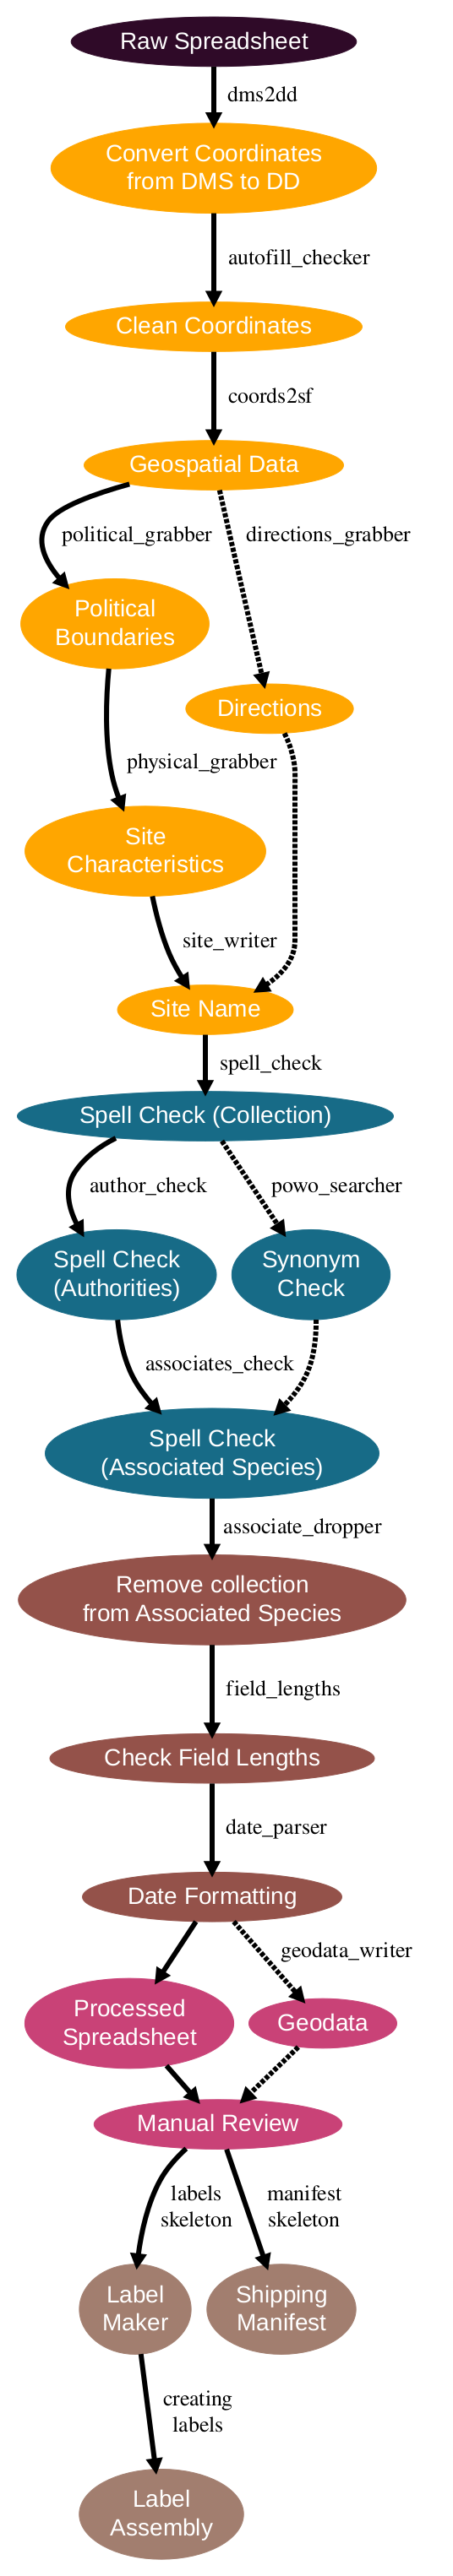 Raw Spreadsheet
dms2dd
Convert Coordinates
from DMS to DD
autofill_checker
Clean Coordinates
coords2sf
Geospatial Data
political_grabber
directions_grabber
Political
Boundaries
Directions
physical_grabber
Site
Characteristics
site_writer
Site Name
spell_check
Spell Check (Collection)
author_check
powo_searcher
Spell Check
(Authorities)
Synonym
Check
associates_check
Spell Check
(Associated Species)
associate_dropper
Remove collection
from Associated Species
field_lengths
Check Field Lengths
date_parser
Date Formatting
geodata_writer
Processed
Spreadsheet
Geodata
Manual Review
labels
skeleton
manifest
skeleton
Label
Maker
Shipping
Manifest
creating
labels
Label
Assembly